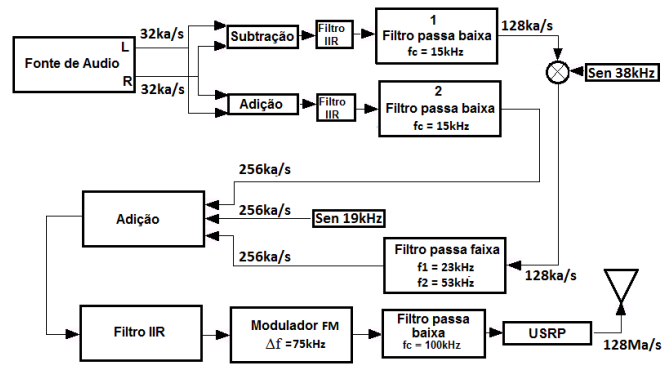 32ka/s
Fonte de Audio
L
R
32ka/s
Subtração
Filtro
IIR
1
Filtro passa baixa
fc = 15kHz
128ka/s
Sen 38kHz
Adição
Filtro
IIR
2
Filtro passa baixa
fc = 15kHz
256ka/s
256ka/s
Sen 19kHz
Adição
256ka/s
Filtro passa faixa
f1 = 23kHz
f2 = 53kHz
128ka/s
Filtro IIR
Modulador FM
Δf =75kHz
Filtro passa
baixa
fc = 100kHz
USRP
128Ma/s